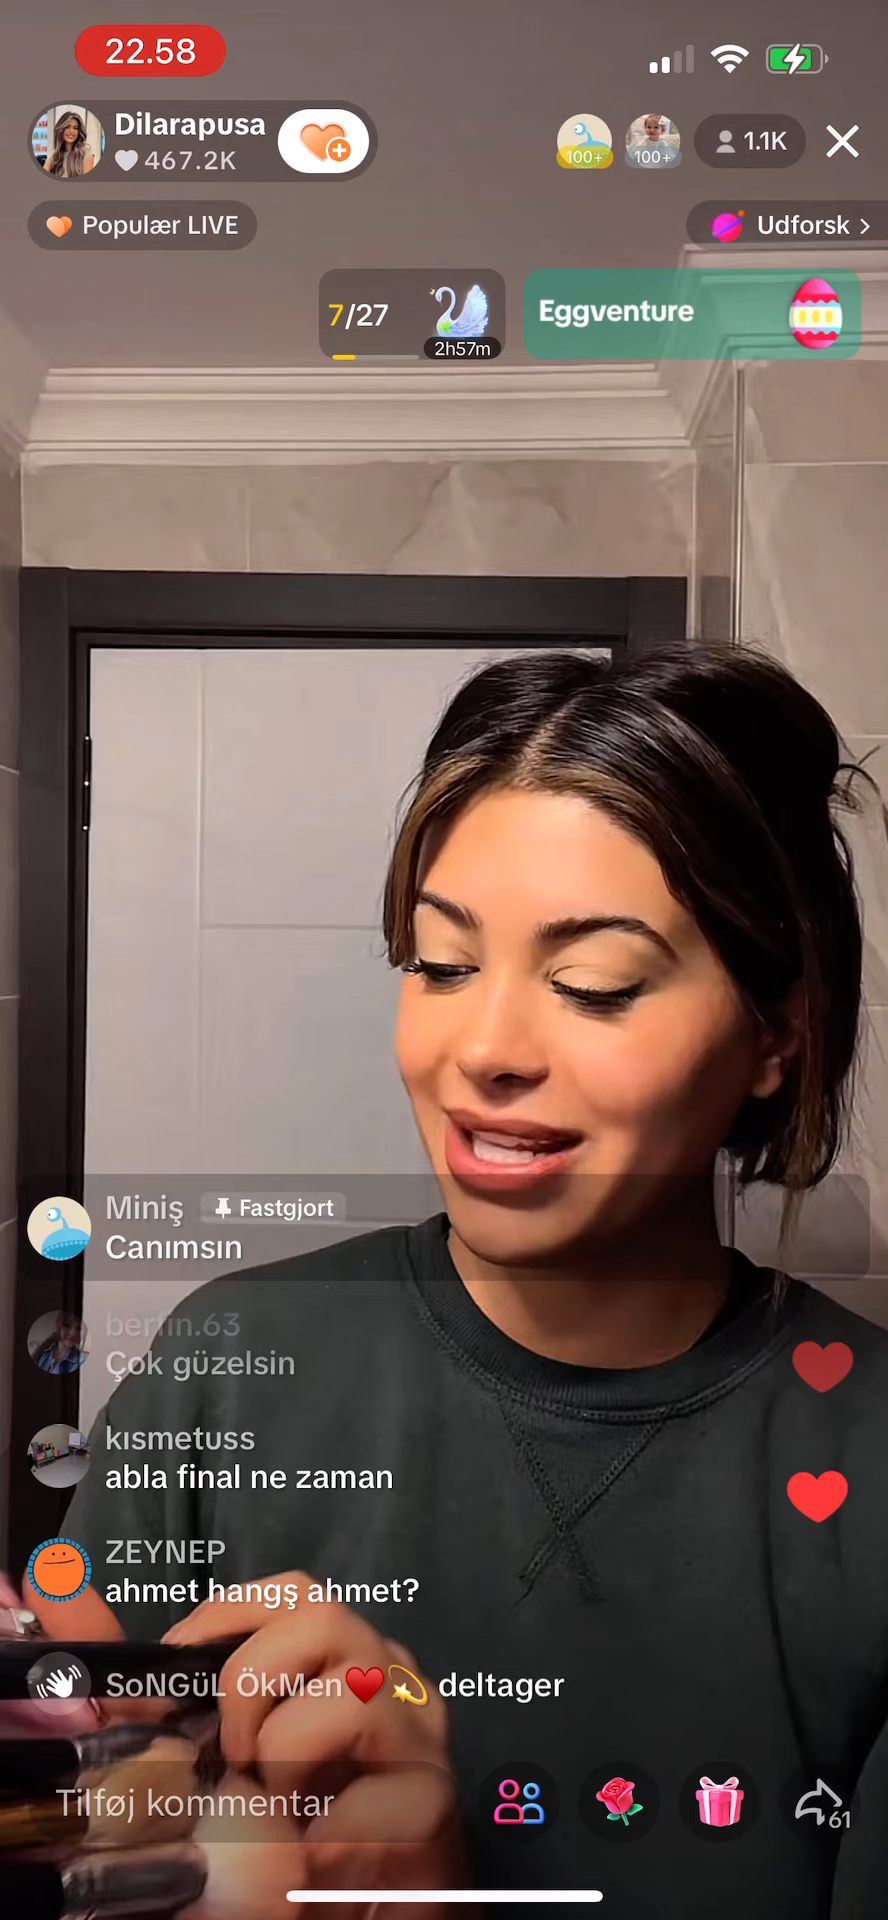 22.58
Dilarapusa
467.2K
100+
100+
1.1K
Populær LIVE
Udforsk >
7/27
2h57m
Eggventure
Miniş
Fastgjort
Canımsın
berfin.63
Çok güzelsin
kısmetuss
abla final ne zaman
ZEYNEP
ahmet hangş ahmet?
SoNGüL ÖkMen❤️💫 deltager
Tilføj kommentar
61